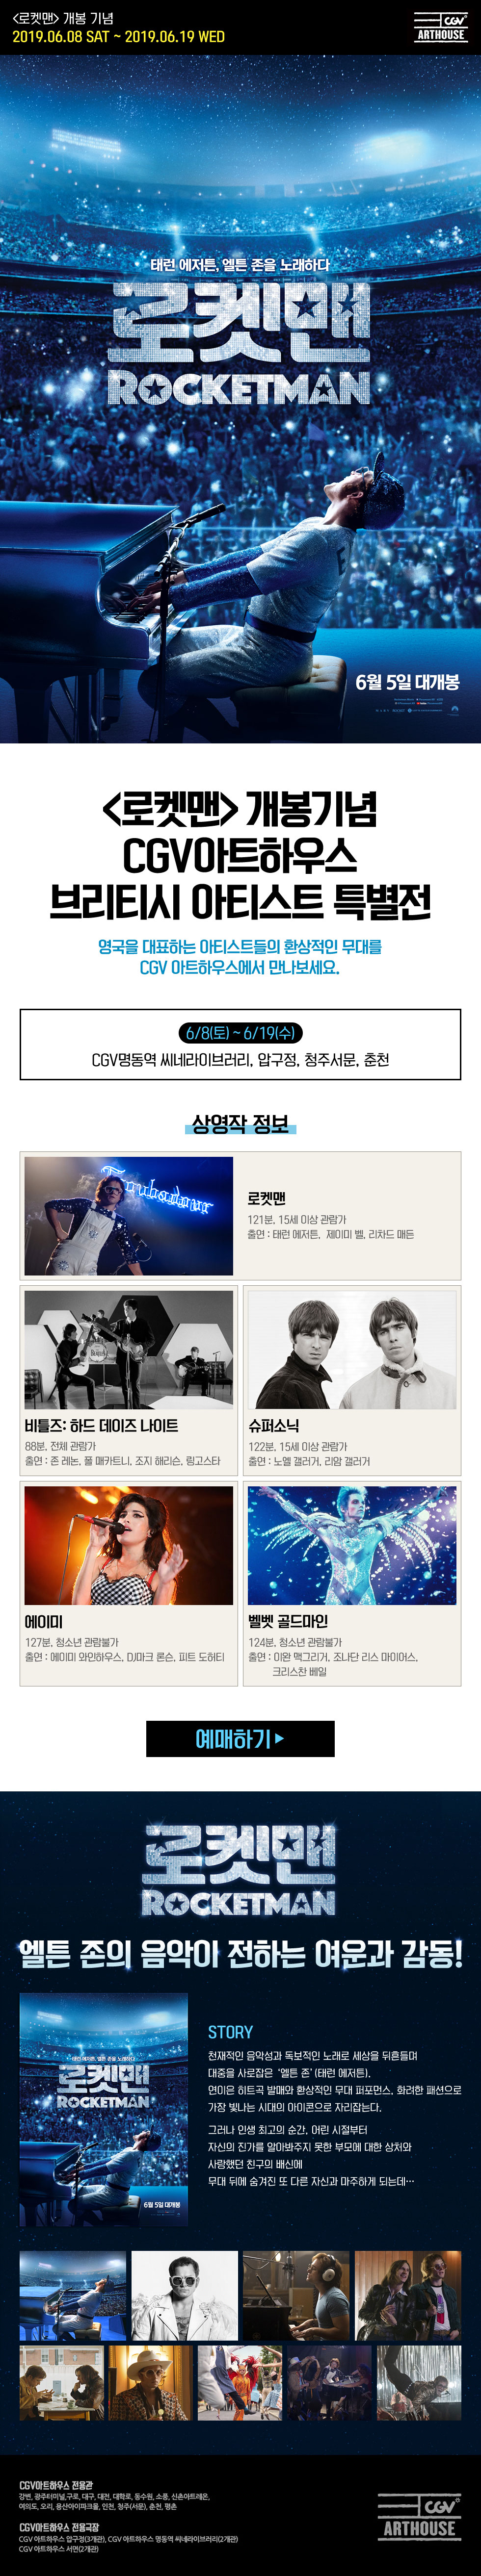 <로켓맨> 개봉 기념
2019.06.08 SAT ~ 2019.06.19 WED
CGV
ARTHOUSE
태런 에저튼, 엘튼 존을 노래하다
로켓맨
ROCKETMAN
6월 5일 대개봉
<로켓맨> 개봉기념
CGV아트하우스
브리티시 아티스트 특별전
영국을 대표하는 아티스트들의 환상적인 무대를
CGV 아트하우스에서 만나보세요.
6/8(토) ~ 6/19(수)
CGV명동역 씨네라이브러리, 압구정, 청주서문, 춘천
상영작 정보
Troubadour
로켓맨
121분, 15세 이상 관람가
출연 : 태런 에저튼, 제이미 벨, 리차드 매든
비틀즈: 하드 데이즈 나이트
88분, 전체 관람가
출연 : 존 레논, 폴 매카트니, 조지 해리슨, 링고스타
슈퍼소닉
122분, 15세 이상 관람가
출연 : 노엘 갤러거, 리암 갤러거
에이미
127분, 청소년 관람불가
출연 : 에이미 와인하우스, DJ마크 론슨, 피트 도허티
벨벳 골드마인
124분, 청소년 관람불가
출연 : 이완 맥그리거, 조나단 리스 마이어스,
크리스찬 베일
예매하기▶
로켓맨
ROCKETMAN
엘튼 존의 음악이 전하는 여운과 감동!
태런 에저튼, 엘튼 존을 노래하다
로켓맨
ROCKETMAN
6월 5일 대개봉
STORY
천재적인 음악성과 독보적인 노래로 세상을 뒤흔들며
대중을 사로잡은 '엘튼 존' (태런 에저튼).
연이은 히트곡 발매와 환상적인 무대 퍼포먼스, 화려한 패션으로
가장 빛나는 시대의 아이콘으로 자리잡는다.
그러나 인생 최고의 순간, 어린 시절부터
자신의 진가를 알아봐주지 못한 부모에 대한 상처와
사랑했던 친구의 배신에
무대 뒤에 숨겨진 또 다른 자신과 마주하게 되는데…
CGV아트하우스 전용관
강변, 광주터미널,구로, 대구, 대전, 대학로, 동수원, 소풍, 신촌아트레온,
여의도, 오리, 용산아이파크몰, 인천, 청주(서문), 춘천, 평촌
CGV아트하우스 전용극장
CGV 아트하우스 압구정(3개관), CGV 아트하우스 명동역 씨네라이브러리(2개관)
CGV 아트하우스 서면(2개관)
CGV
ARTHOUSE